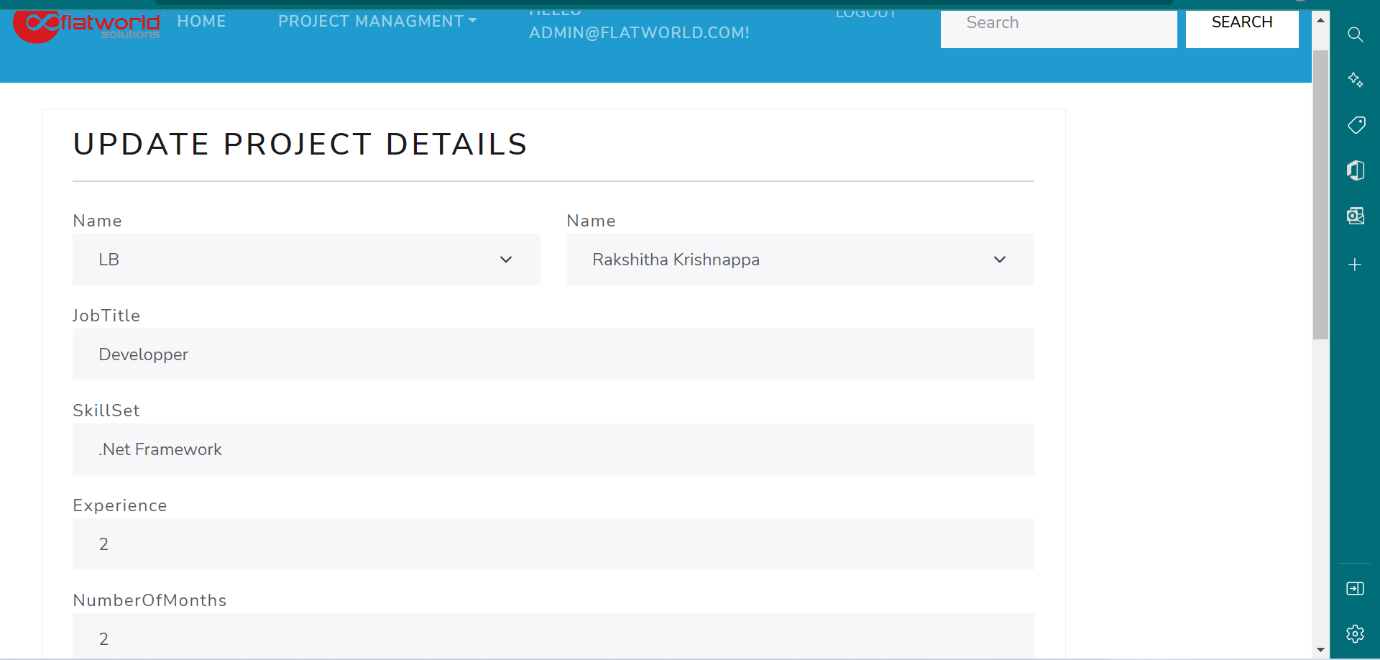 flatworld
solutions
HOME
PROJECT MANAGMENT
HELLO
ADMIN@FLATWORLD.COM!
LOGOUT
Search
SEARCH
UPDATE PROJECT DETAILS
Name
Name
LB
Rakshitha Krishnappa
JobTitle
Developper
SkillSet
.Net Framework
Experience
2
NumberOfMonths
2